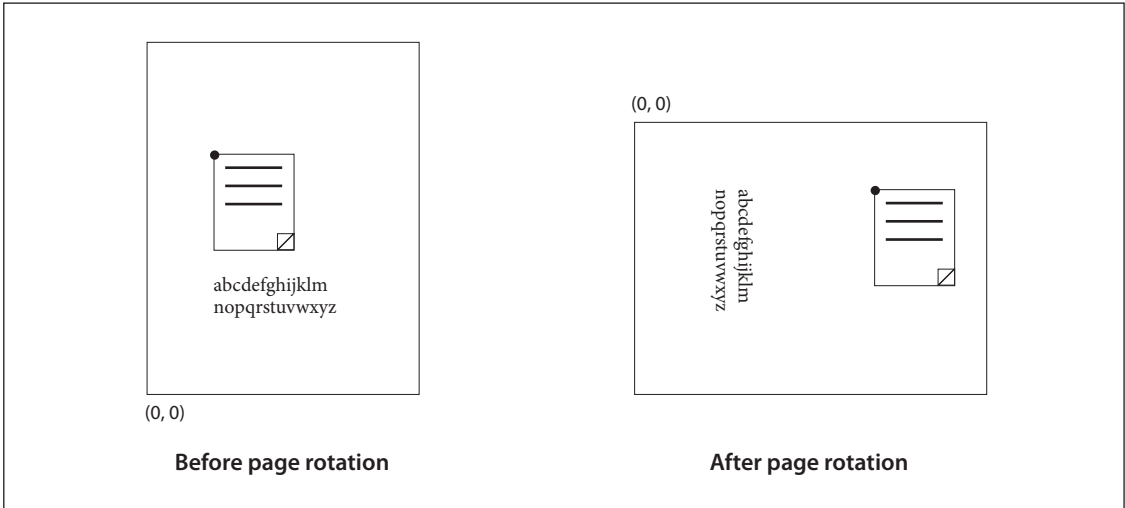 (0, 0)
abcdefghijklm
nopqrstuvwxyz
(0, 0)
abcdefghijklm
nopqrstuvwxyz
Before page rotation
After page rotation